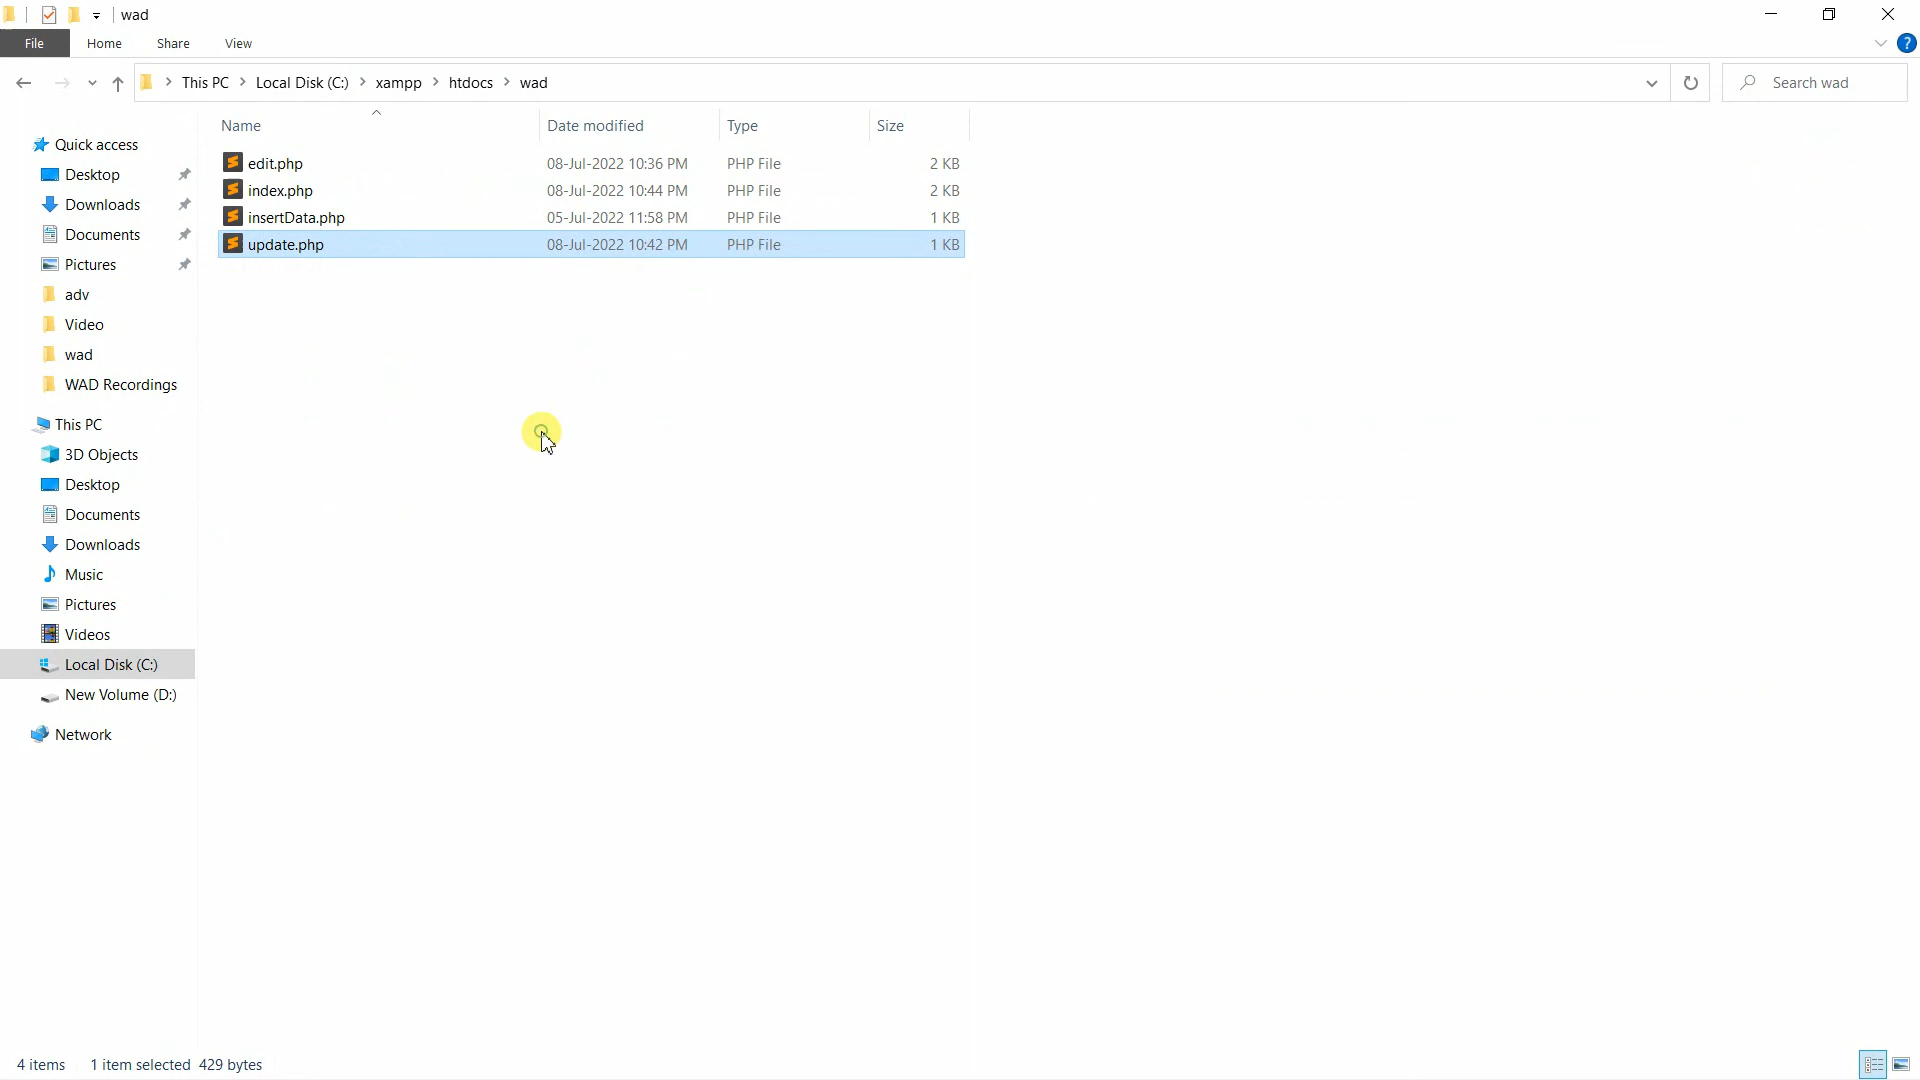 wad
File Home Share View ?
This PC Local Disk (C:) xampp htdocs wad Search wad
Name Date modified Type Size
edit.php 08-Jul-2022 10:36 PM PHP File 2 KB
index.php 08-Jul-2022 10:44 PM PHP File 2 KB
insertData.php 05-Jul-2022 11:58 PM PHP File 1 KB
update.php 08-Jul-2022 10:42 PM PHP File 1 KB
Quick access
Desktop
Downloads
Documents
Pictures
adv
Video
wad
WAD Recordings
This PC
3D Objects
Desktop
Documents
Downloads
Music
Pictures
Videos
Local Disk (C:)
New Volume (D:)
Network
4 items 1 item selected 429 bytes